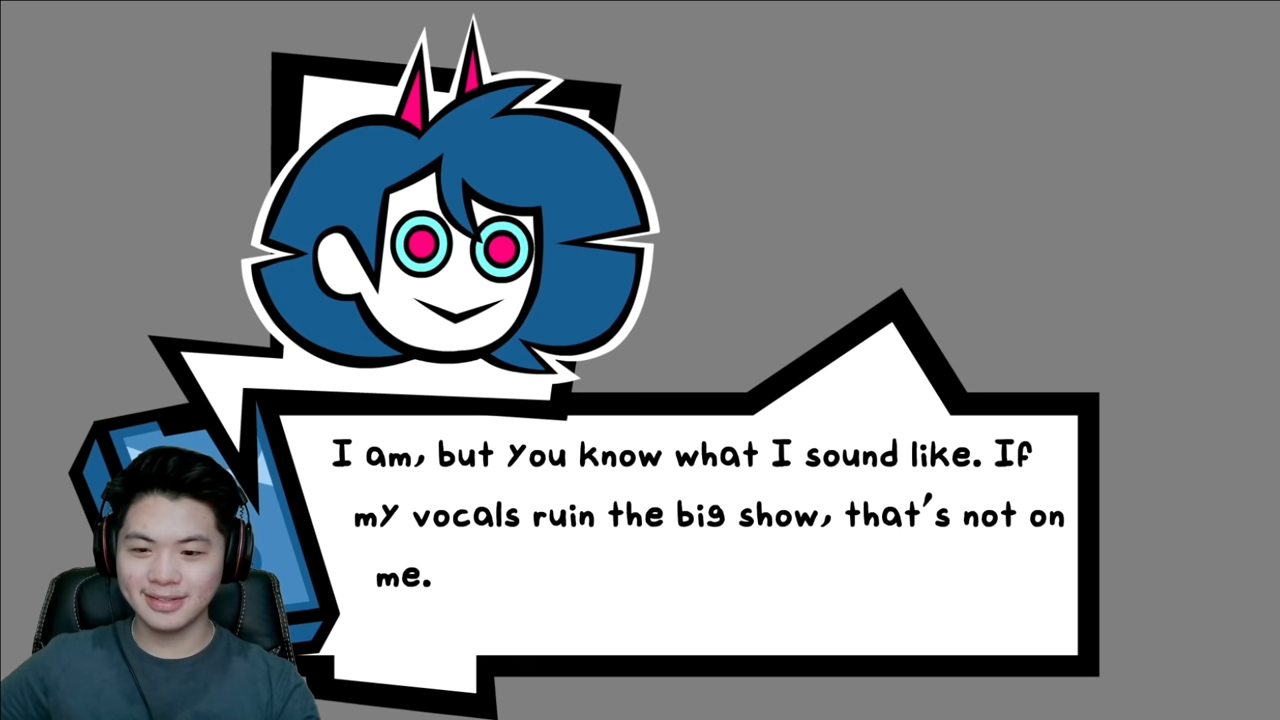 I am, but you know what I sound like. If
my vocals ruin the big show, that's not on
me.